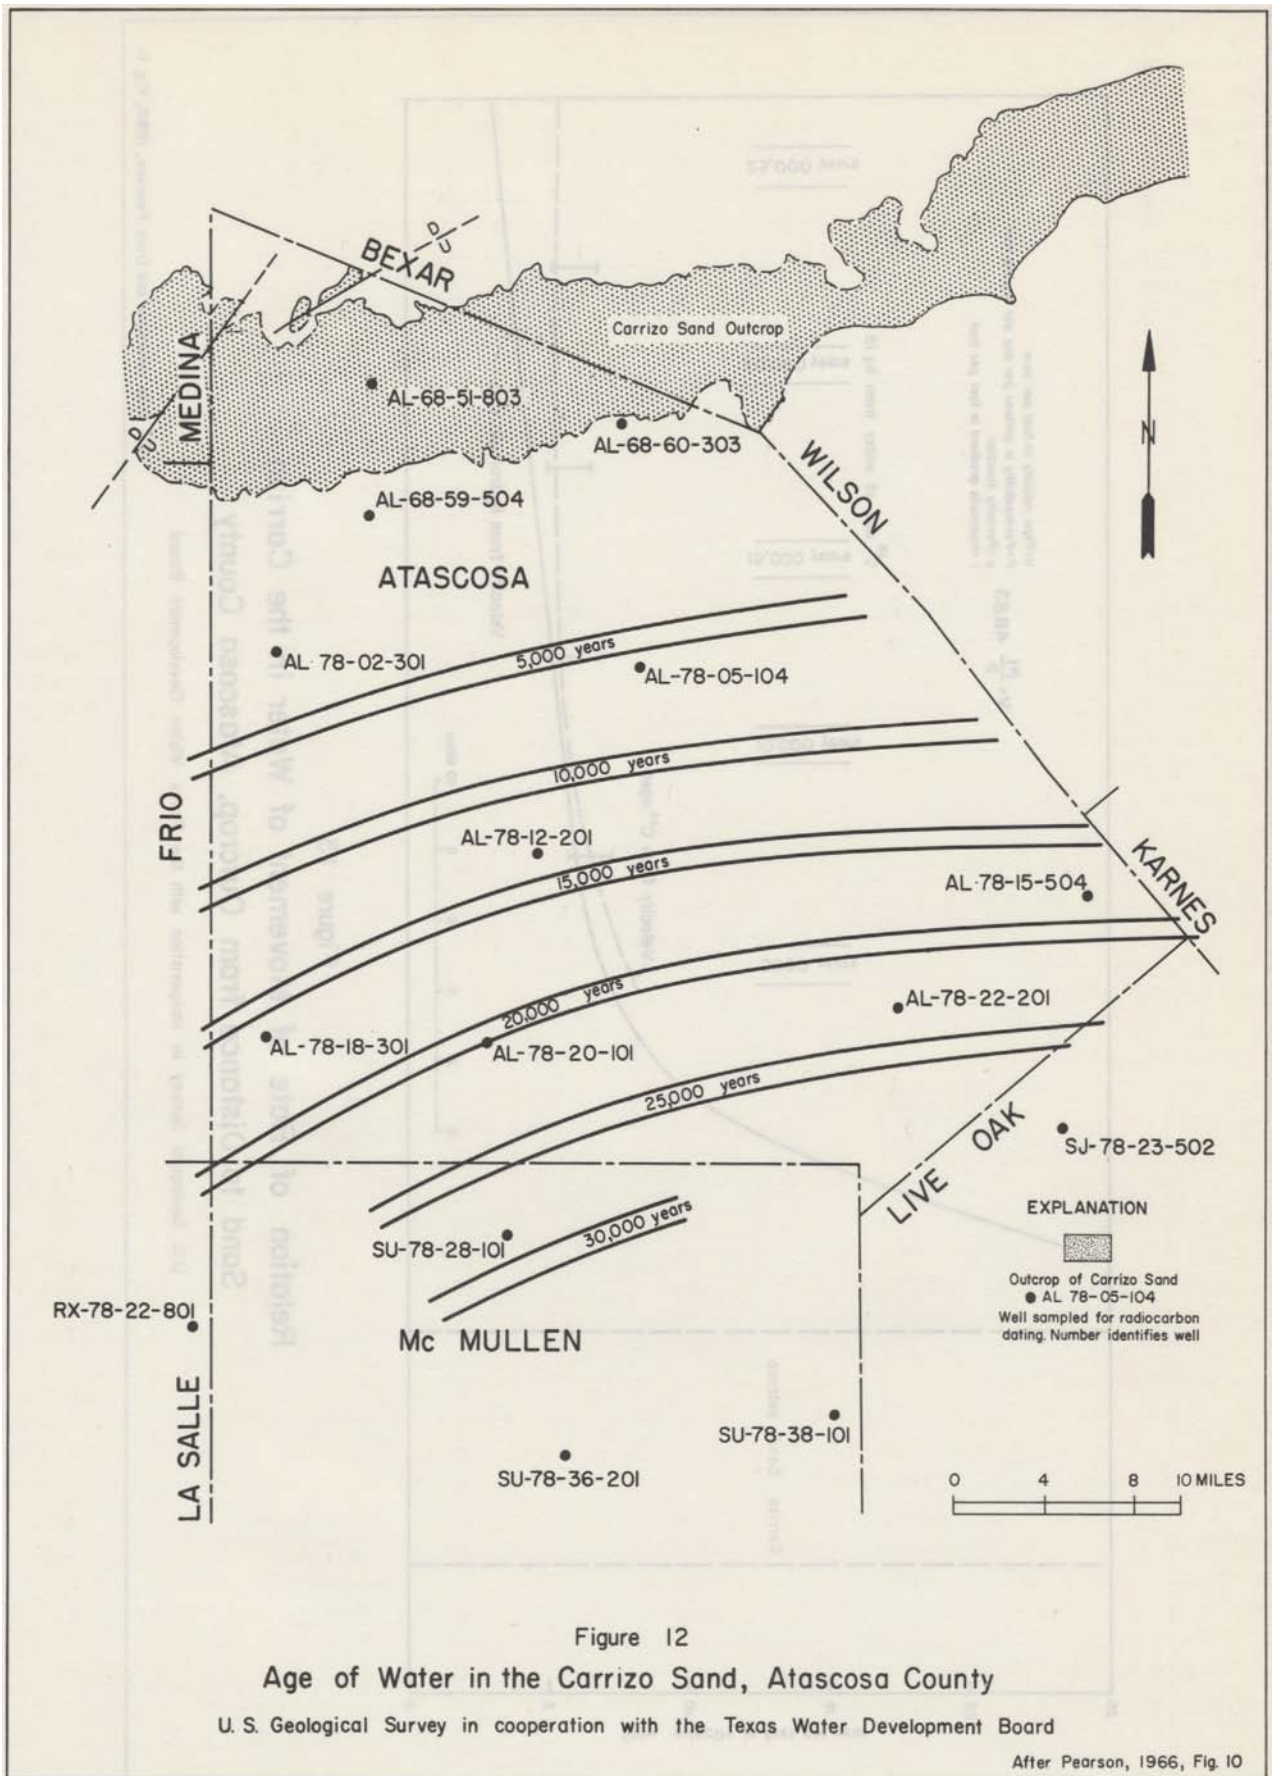 D
U
BEXAR
Carrizo Sand Outcrop
MEDINA
AL-68-51-803
AL-68-60-303
D
U
WILSON
N
AL-68-59-504
ATASCOSA
5,000 years
AL 78-02-301
AL-78-05-104
10,000 years
FRIO
AL-78-12-201
KARNES
15,000 years
AL-78-15-504
AL-78-22-201
20,000 years
AL-78-18-301
AL-78-20-101
25,000 years
LIVE OAK
SJ-78-23-502
EXPLANATION
30,000 years
SU-78-28-101
Outcrop of Carrizo Sand
AL 78-05-104
Well sampled for radiocarbon
dating. Number identifies well
RX-78-22-801
Mc MULLEN
LA SALLE
SU-78-38-101
SU-78-36-201
0 4 8 10 MILES
Figure 12
Age of Water in the Carrizo Sand, Atascosa County
U. S. Geological Survey in cooperation with the Texas Water Development Board
After Pearson, 1966, Fig. 10